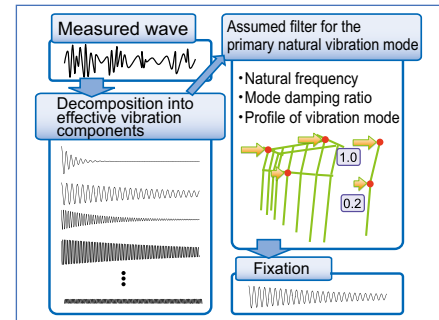 Measured wave
Decomposition into
effective vibration
components
Assumed filter for the
primary natural vibration mode
•Natural frequency
•Mode damping ratio
•Profile of vibration mode
1.0
0.2
Fixation